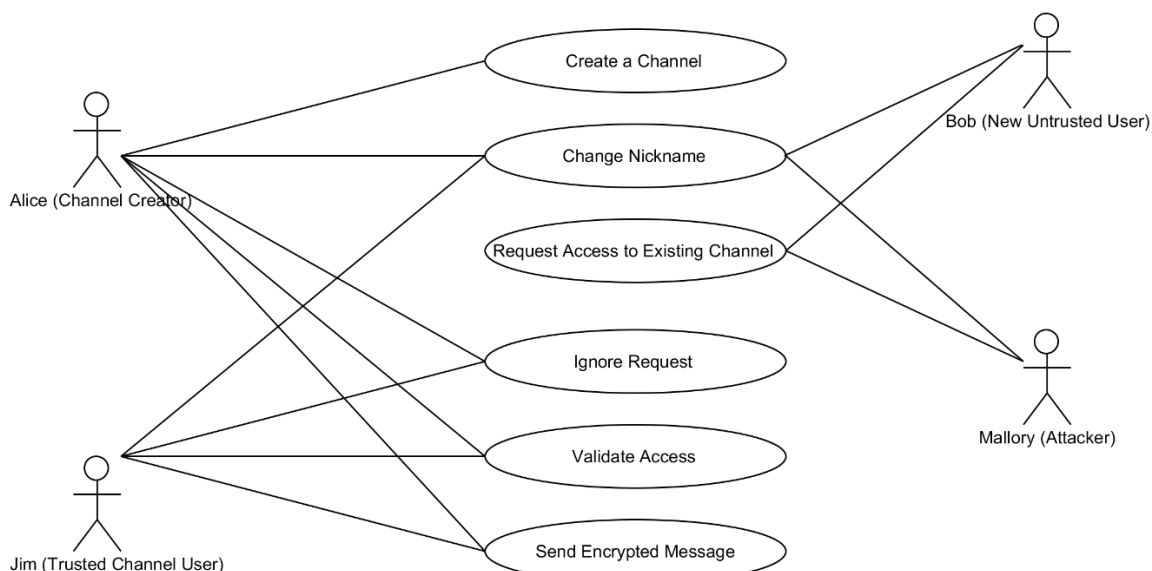 Create a Channel
Bob (New Untrusted User)
Change Nickname
Alice (Channel Creator)
Request Access to Existing Channel
Ignore Request
Mallory (Attacker)
Validate Access
Send Encrypted Message
Jim (Trusted Channel User)